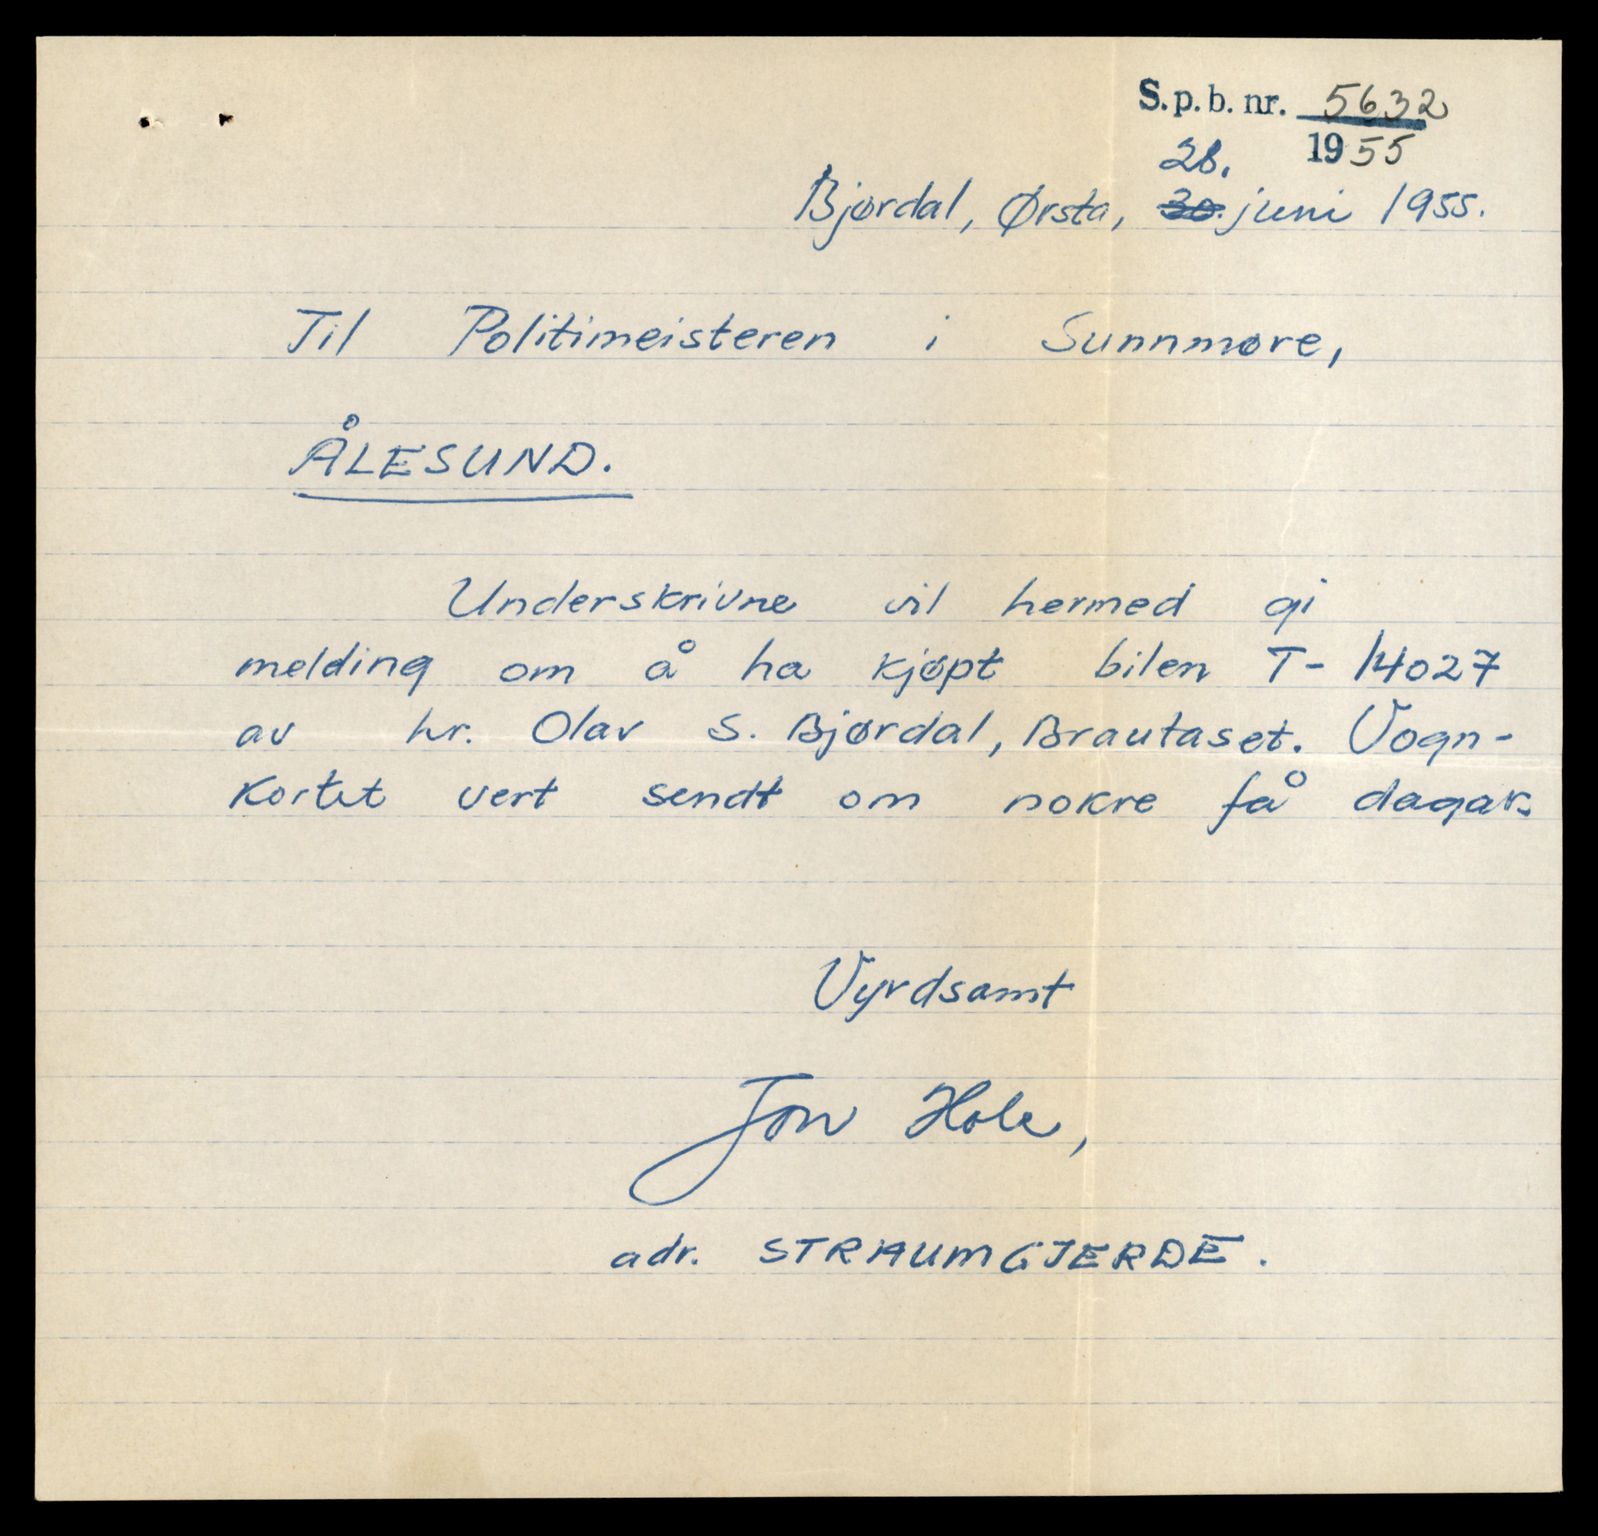 S.p.b. nr. 5632
1955
28.
Bjørdal, Ørsta, 30. juni 1955.
Til Politimeisteren i Sunnmøre,
ÅLESUND.
Underskrivne vil hermed gi
melding om å ha kjøpt bilen T- 14027
av hr. Olav S. Bjørdal, Brautaset. Vogn-
kortet vert sendt om nokre få dagar.
Vyrdsamt
Jon Hole,
adr. STRAUMGJERDE.